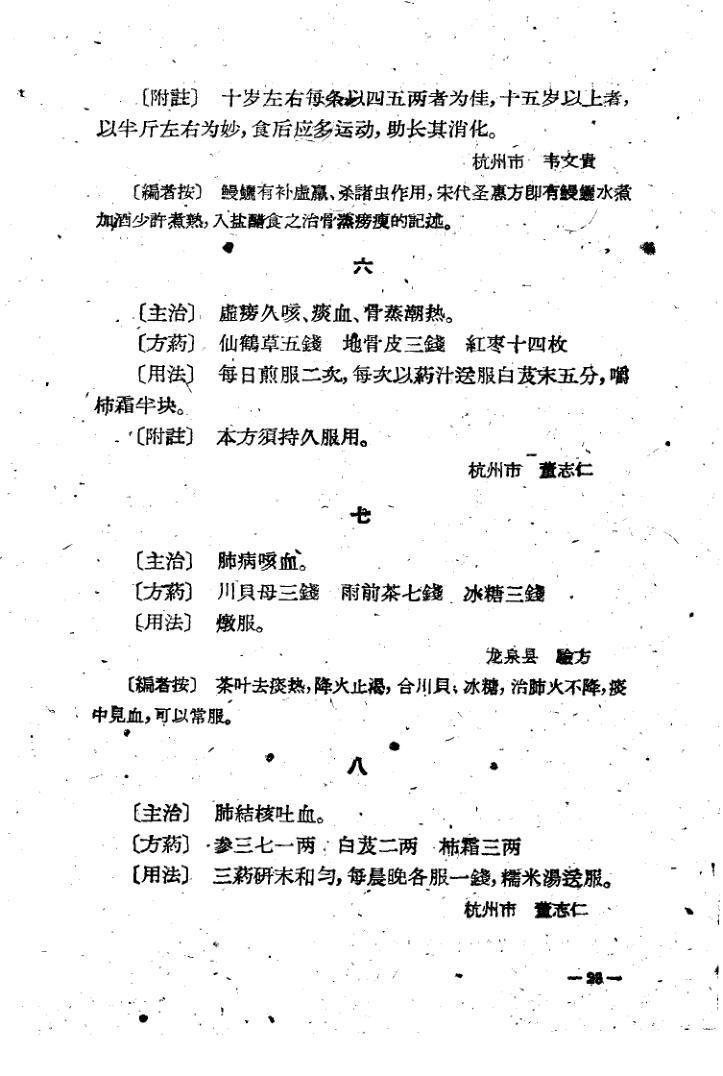 〔附註〕 十岁左右每条以四五两者为佳，十五岁以上者，
以半斤左右为妙，食后应多运动，助长其消化。
杭州市 韦文貴
〔編者按〕 鰻鱺有补虛羸、杀諸虫作用，宋代圣惠方即有鰻鱺水煮
加酒少許煮熟，入盐醋食之治骨蒸癆瘦的記述。
六
〔主治〕 虛癆久咳、痰血、骨蒸潮热。
〔方葯〕 仙鶴草五錢 地骨皮三錢 紅枣十四枚
〔用法〕 每日煎服二次，每次以葯汁送服白芨末五分，嚼
柿霜半块。
〔附註〕 本方須持久服用。
杭州市 董志仁
七
〔主治〕 肺病咳血。
〔方葯〕 川貝母三錢 雨前茶七錢 冰糖三錢
〔用法〕 燉服。
龙泉县 驗方
〔編者按〕 茶叶去痰热，降火止渴，合川貝、冰糖，治肺火不降，痰
中見血，可以常服。
八
〔主治〕 肺結核吐血。
〔方葯〕 參三七一两 白芨二两 柿霜三两
〔用法〕 三葯研末和勻，每晨晚各服一錢，糯米湯送服。
杭州市 董志仁